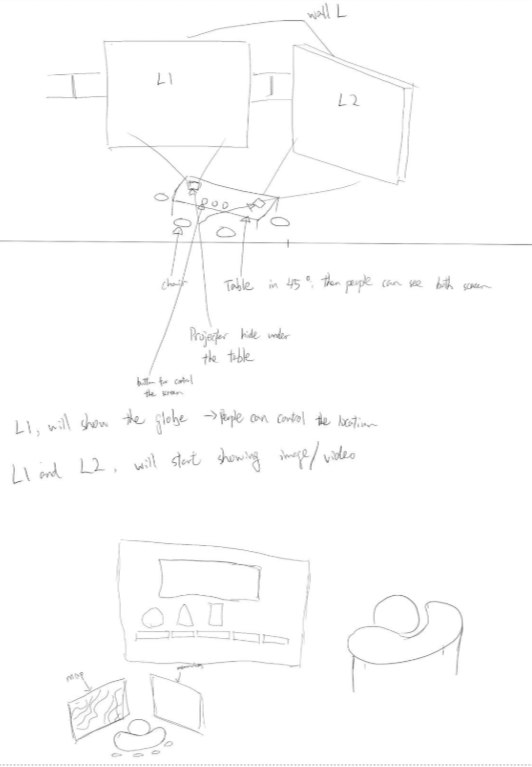 wall L
L1
L2
chair
Table in 45°. then people can see both screen
Projector hide under
the table
button for control
the screen
L1, will show the globe → People can control the location
L1 and L2, will start showing image/video
map